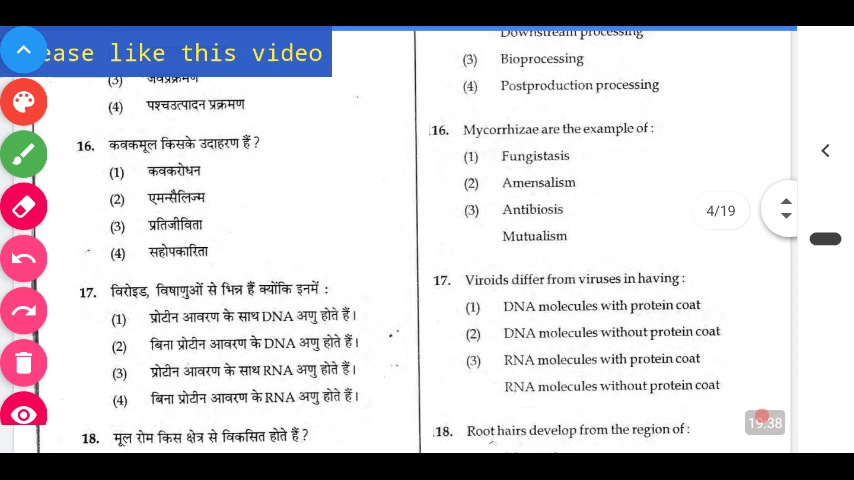 ease like this video
(3) जवप्रक्रमण
(4) पश्चउत्पादन प्रक्रमण
16. कवकमूल किसके उदाहरण हैं ?
(1) कवकरोधन
(2) एमन्सैलिज्म
(3) प्रतिजीविता
(4) सहोपकारिता
17. विरोइड, विषाणुओं से भिन्न हैं क्योंकि इनमें :
(1) प्रोटीन आवरण के साथ DNA अणु होते हैं।
(2) बिना प्रोटीन आवरण के DNA अणु होते हैं।
(3) प्रोटीन आवरण के साथ RNA अणु होते हैं।
(4) बिना प्रोटीन आवरण के RNA अणु होते हैं।
18. मूल रोम किस क्षेत्र से विकसित होते हैं ?
Downstream processing
(3) Bioprocessing
(4) Postproduction processing
16. Mycorrhizae are the example of :
(1) Fungistasis
(2) Amensalism
(3) Antibiosis
Mutualism
17. Viroids differ from viruses in having :
(1) DNA molecules with protein coat
(2) DNA molecules without protein coat
(3) RNA molecules with protein coat
RNA molecules without protein coat
18. Root hairs develop from the region of :
4/19
19:38